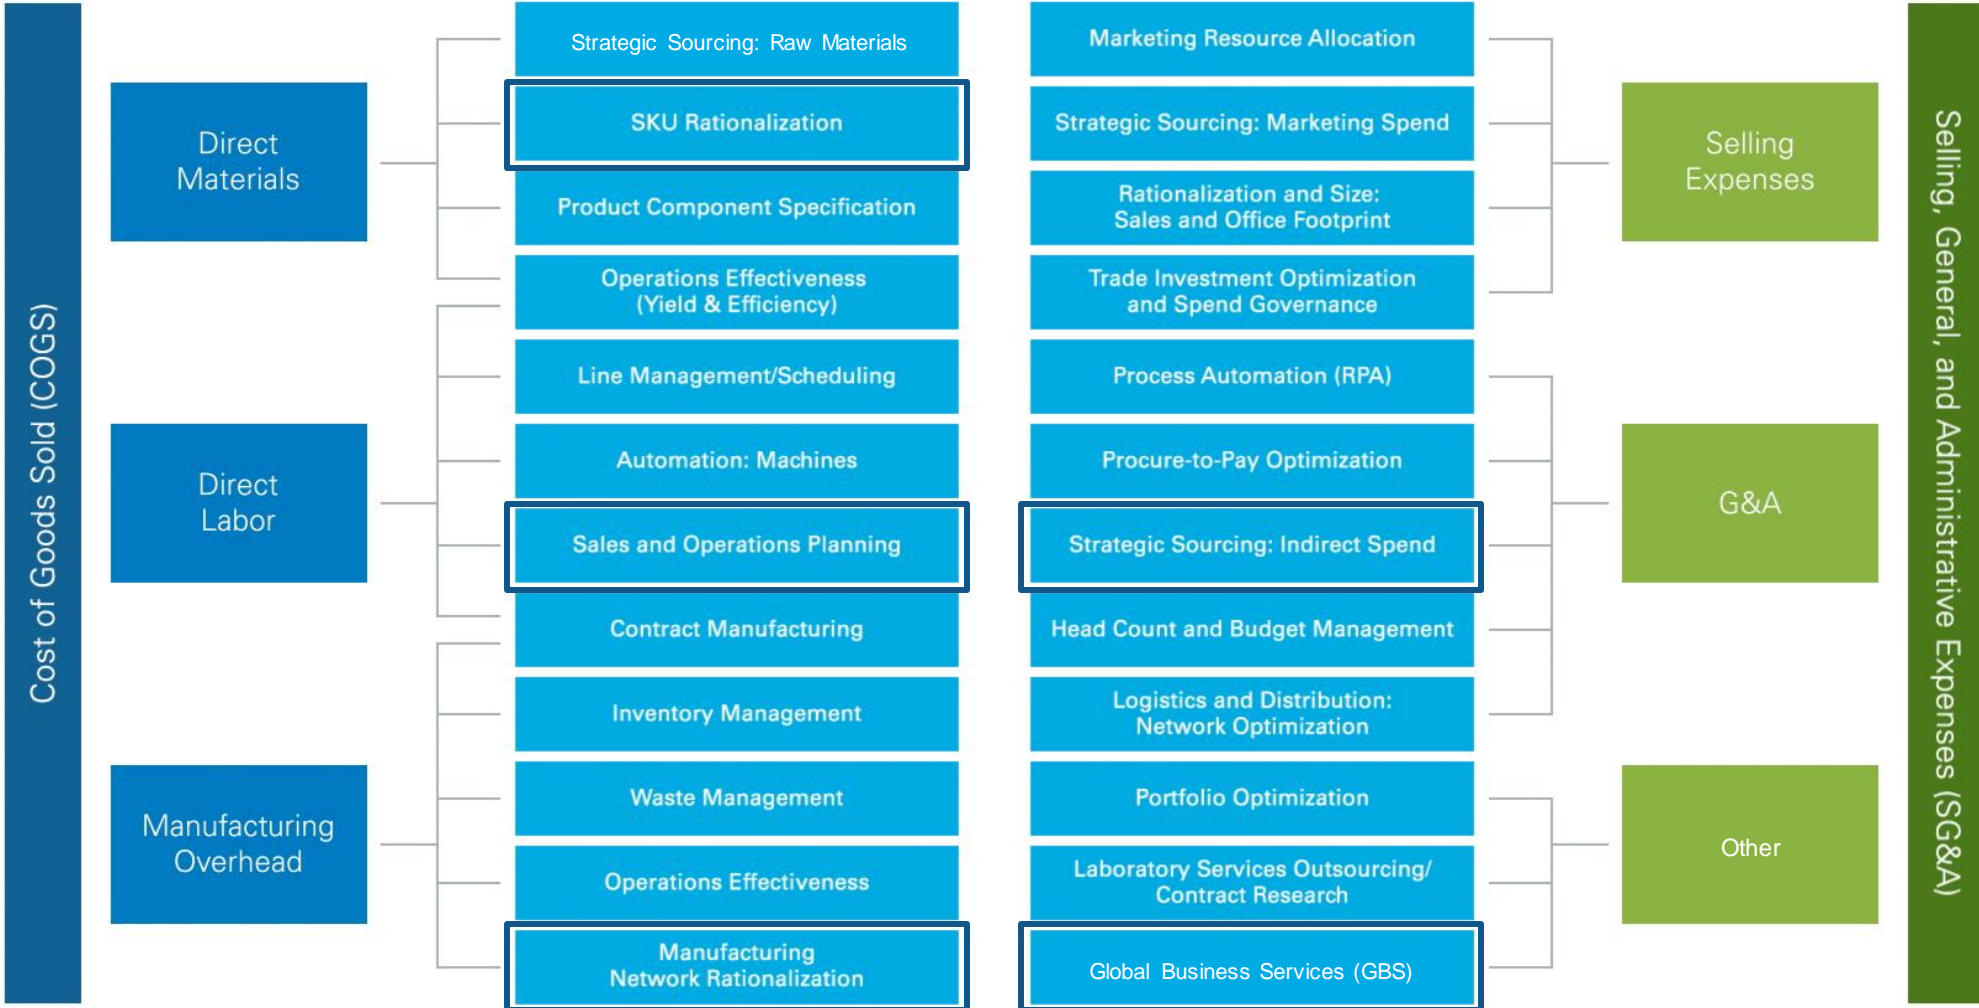 Cost of Goods Sold (COGS)
Direct
Materials
Direct
Labor
Manufacturing
Overhead
Strategic Sourcing: Raw Materials
SKU Rationalization
Product Component Specification
Operations Effectiveness
(Yield & Efficiency)
Line Management/Scheduling
Automation: Machines
Sales and Operations Planning
Contract Manufacturing
Inventory Management
Waste Management
Operations Effectiveness
Manufacturing
Network Rationalization
Marketing Resource Allocation
Strategic Sourcing: Marketing Spend
Rationalization and Size:
Sales and Office Footprint
Trade Investment Optimization
and Spend Governance
Process Automation (RPA)
Procure-to-Pay Optimization
Strategic Sourcing: Indirect Spend
Head Count and Budget Management
Logistics and Distribution:
Network Optimization
Portfolio Optimization
Laboratory Services Outsourcing/
Contract Research
Global Business Services (GBS)
Selling
Expenses
G&A
Other
Selling, General, and Administrative Expenses (SG&A)